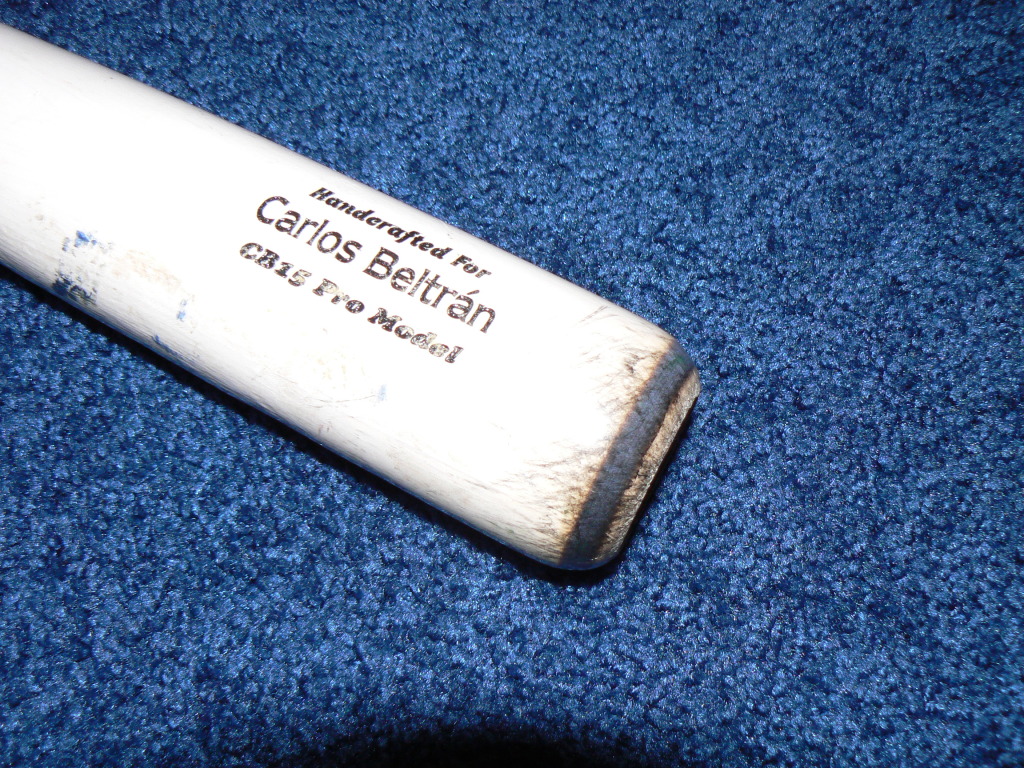 Handcrafted For
Carlos Beltrán
CB15 Pro Model